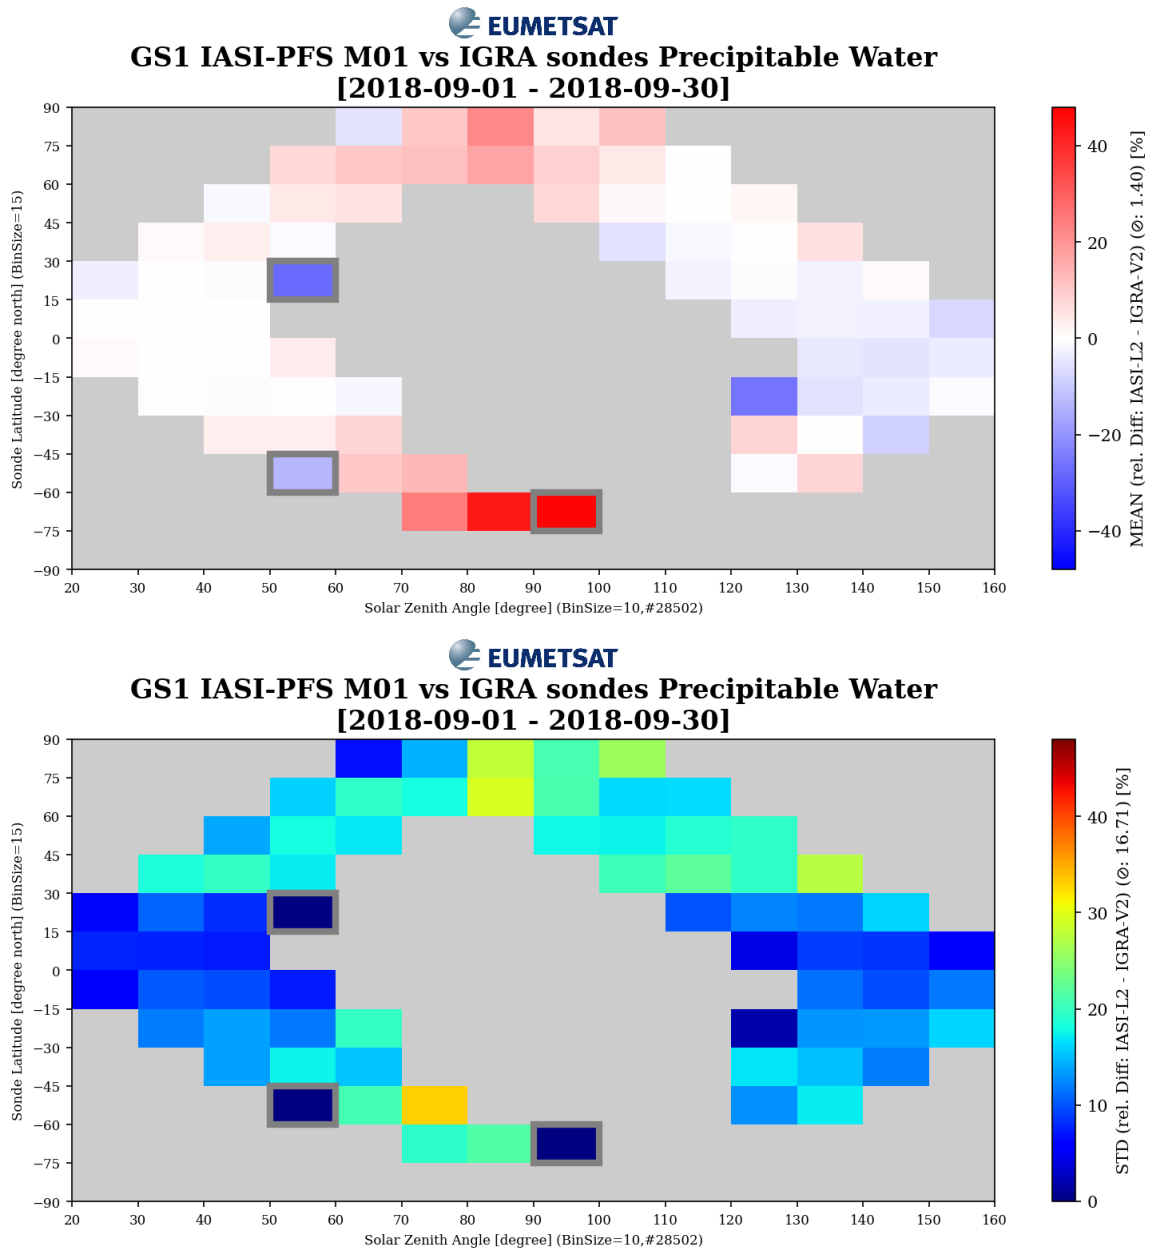 EUMETSAT
GS1 IASI-PFS M01 vs IGRA sondes Precipitable Water
[2018-09-01 - 2018-09-30]
90
75
60
45
30
15
0
−15
−30
−45
−60
−75
−90
Sonde Latitude [degree north] (BinSize=15)
20 30 40 50 60 70 80 90 100 110 120 130 140 150 160
Solar Zenith Angle [degree] (BinSize=10,#28502)
40
20
0
−20
−40
MEAN (rel. Diff: IASI-L2 - IGRA-V2) (⌀: 1.40) [%]
EUMETSAT
GS1 IASI-PFS M01 vs IGRA sondes Precipitable Water
[2018-09-01 - 2018-09-30]
90
75
60
45
30
15
0
−15
−30
−45
−60
−75
−90
Sonde Latitude [degree north] (BinSize=15)
20 30 40 50 60 70 80 90 100 110 120 130 140 150 160
Solar Zenith Angle [degree] (BinSize=10,#28502)
40
30
20
10
0
STD (rel. Diff: IASI-L2 - IGRA-V2) (⌀: 16.71) [%]